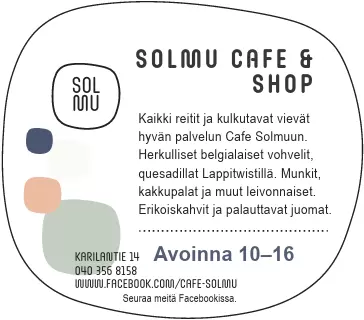 SOLMU CAFE &
SHOP
SOL
MU
Kaikki reitit ja kulkutavat vievät
hyvän palvelun Cafe Solmuun.
Herkulliset belgialaiset vohvelit,
quesadillat Lappitwistillä. Munkit,
kakkupalat ja muut leivonnaiset.
Erikoiskahvit ja palauttavat juomat.
KARILANTIE 14
040 356 8158
Avoinna 10–16
WWW.FACEBOOK.COM/CAFE-SOLMU
Seuraa meitä Facebookissa.